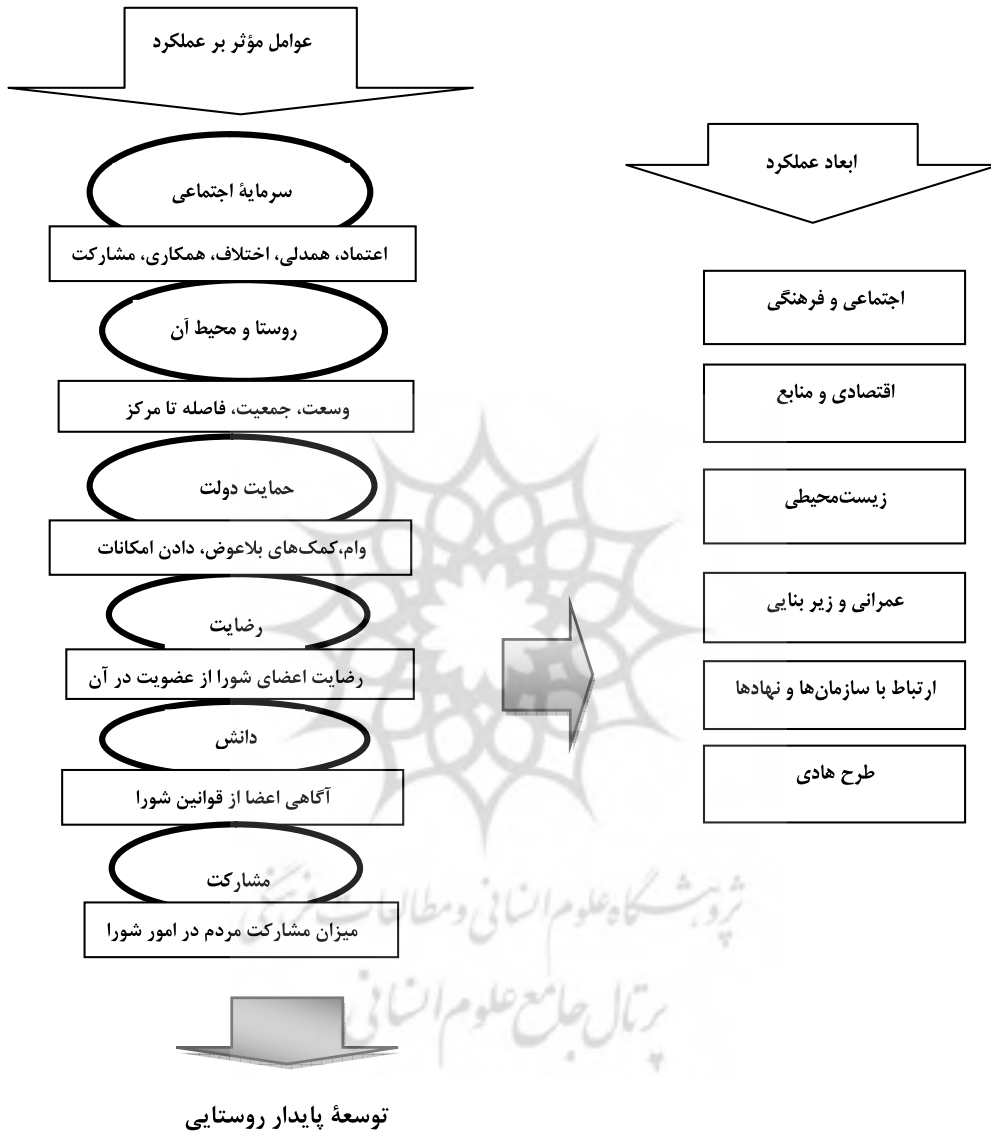 عوامل مؤثر بر عملکرد
سرمایهٔ اجتماعی
اعتماد، همدلی، اختلاف، همکاری، مشارکت
روستا و محیط آن
وسعت، جمعیت، فاصله تا مرکز
حمایت دولت
وام،کمک‌های بلاعوض، دادن امکانات
رضایت
رضایت اعضای شورا از عضویت در آن
دانش
آگاهی اعضا از قوانین شورا
مشارکت
میزان مشارکت مردم در امور شورا
توسعهٔ پایدار روستایی
ابعاد عملکرد
اجتماعی و فرهنگی
اقتصادی و منابع
زیست‌محیطی
عمرانی و زیر بنایی
ارتباط با سازمان‌ها و نهادها
طرح هادی
پژوهشگاه علوم انسانی و مطالعات فرهنگی
پرتال جامع علوم انسانی